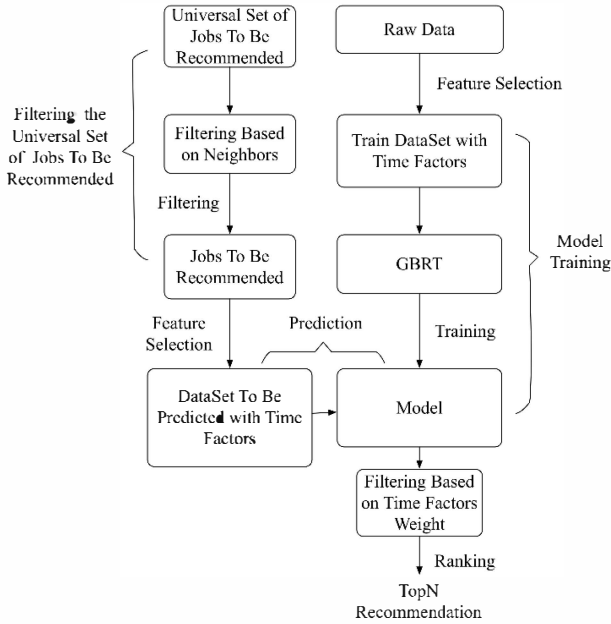 Universal Set of
Jobs To Be
Recommended
Raw Data
Feature Selection
Filtering the
Universal Set
of Jobs To Be
Recommended
Filtering Based
on Neighbors
Train DataSet with
Time Factors
Filtering
Model
Training
Jobs To Be
Recommended
GBRT
Feature
Selection
Prediction
Training
DataSet To Be
Predicted with Time
Factors
Model
Filtering Based
on Time Factors
Weight
Ranking
TopN
Recommendation